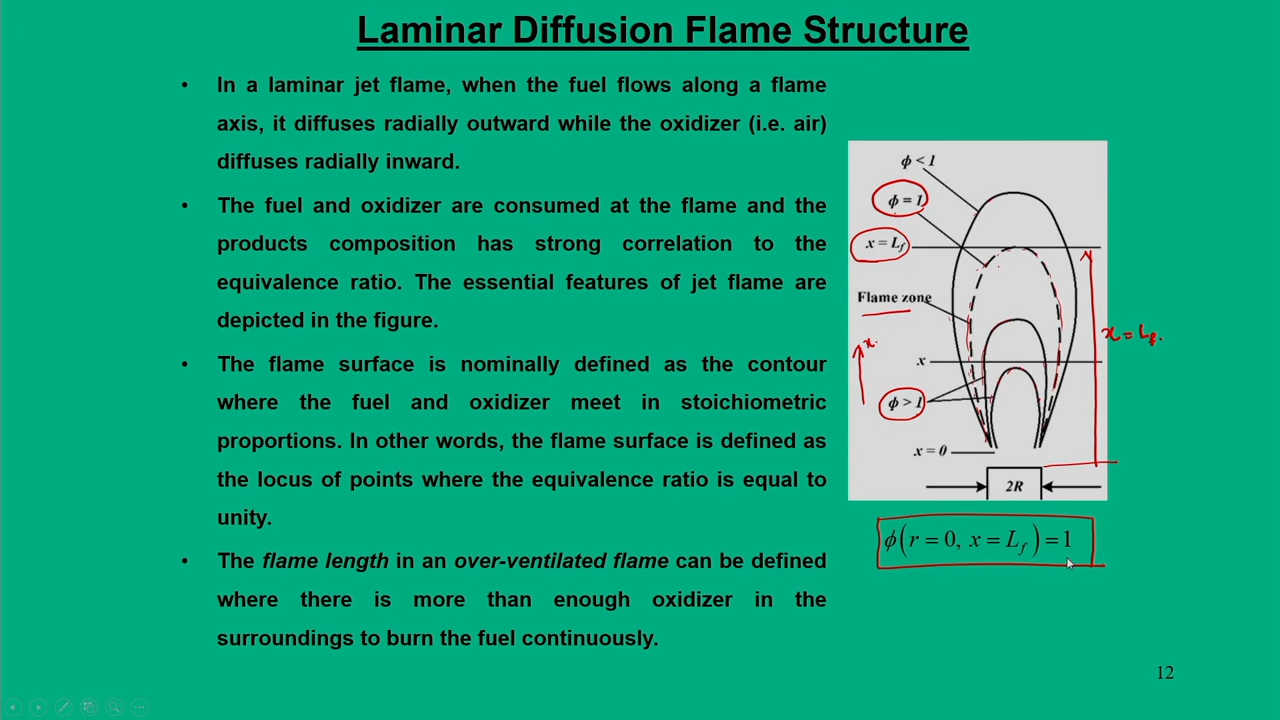 Laminar Diffusion Flame Structure
• In a laminar jet flame, when the fuel flows along a flame
axis, it diffuses radially outward while the oxidizer (i.e. air)
diffuses radially inward.
• The fuel and oxidizer are consumed at the flame and the
products composition has strong correlation to the
equivalence ratio. The essential features of jet flame are
depicted in the figure.
• The flame surface is nominally defined as the contour
where the fuel and oxidizer meet in stoichiometric
proportions. In other words, the flame surface is defined as
the locus of points where the equivalence ratio is equal to
unity.
• The flame length in an over-ventilated flame can be defined
where there is more than enough oxidizer in the
surroundings to burn the fuel continuously.
ϕ < 1
ϕ = 1
x = L_f
Flame zone
x = L_f.
x.
x
ϕ > 1
x = 0
2R
ϕ(r = 0, x = L_f) = 1
12